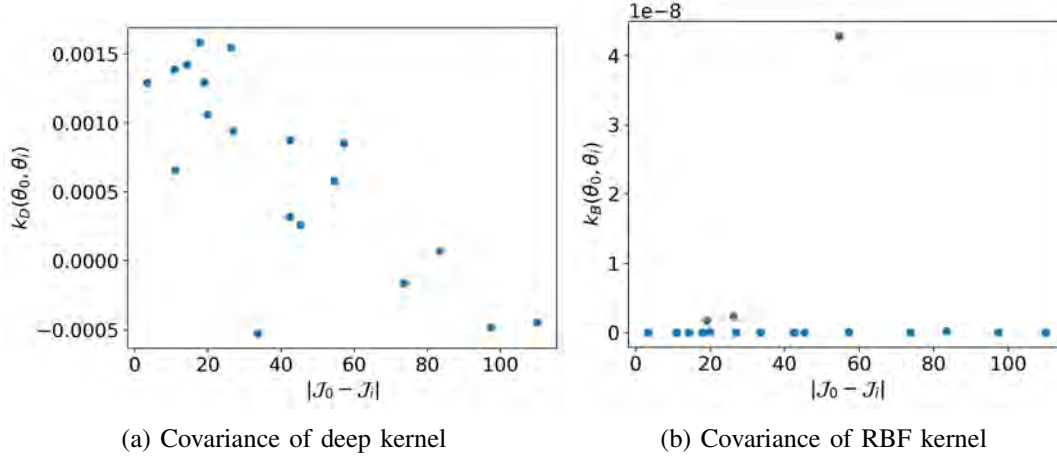 0.0015
0.0010
0.0005
0.0000
−0.0005
k_D(θ_0, θ_i)
0 20 40 60 80 100
|𝒥_0 − 𝒥_i|
(a) Covariance of deep kernel
1e-8
4
3
2
1
0
k_B(θ_0, θ_i)
0 20 40 60 80 100
|𝒥_0 − 𝒥_i|
(b) Covariance of RBF kernel